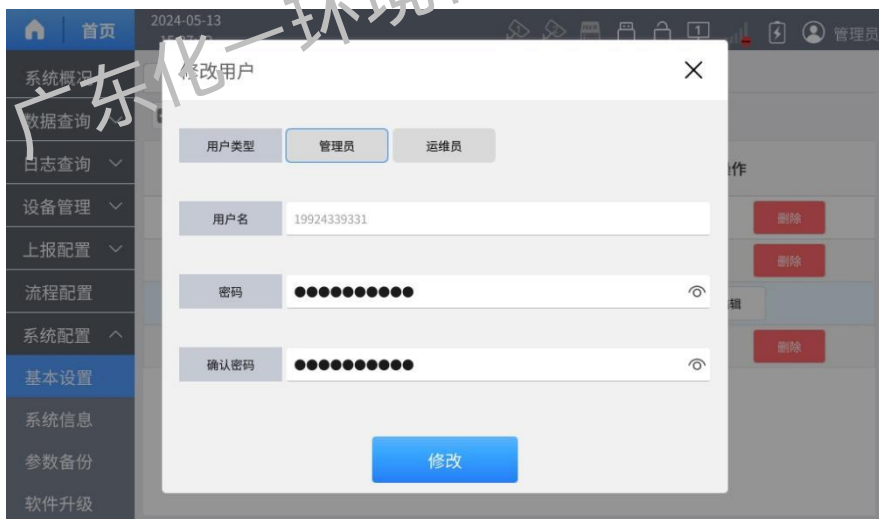 首页
2024-05-13
1
管理员
系统概况
数据查询
日志查询
设备管理
上报配置
流程配置
系统配置
基本设置
系统信息
参数备份
软件升级
修改用户
用户类型
管理员
运维员
用户名
19924339331
密码
●●●●●●●●●●
确认密码
●●●●●●●●●●
修改
作
删除
删除
辑
删除
广东化一环境